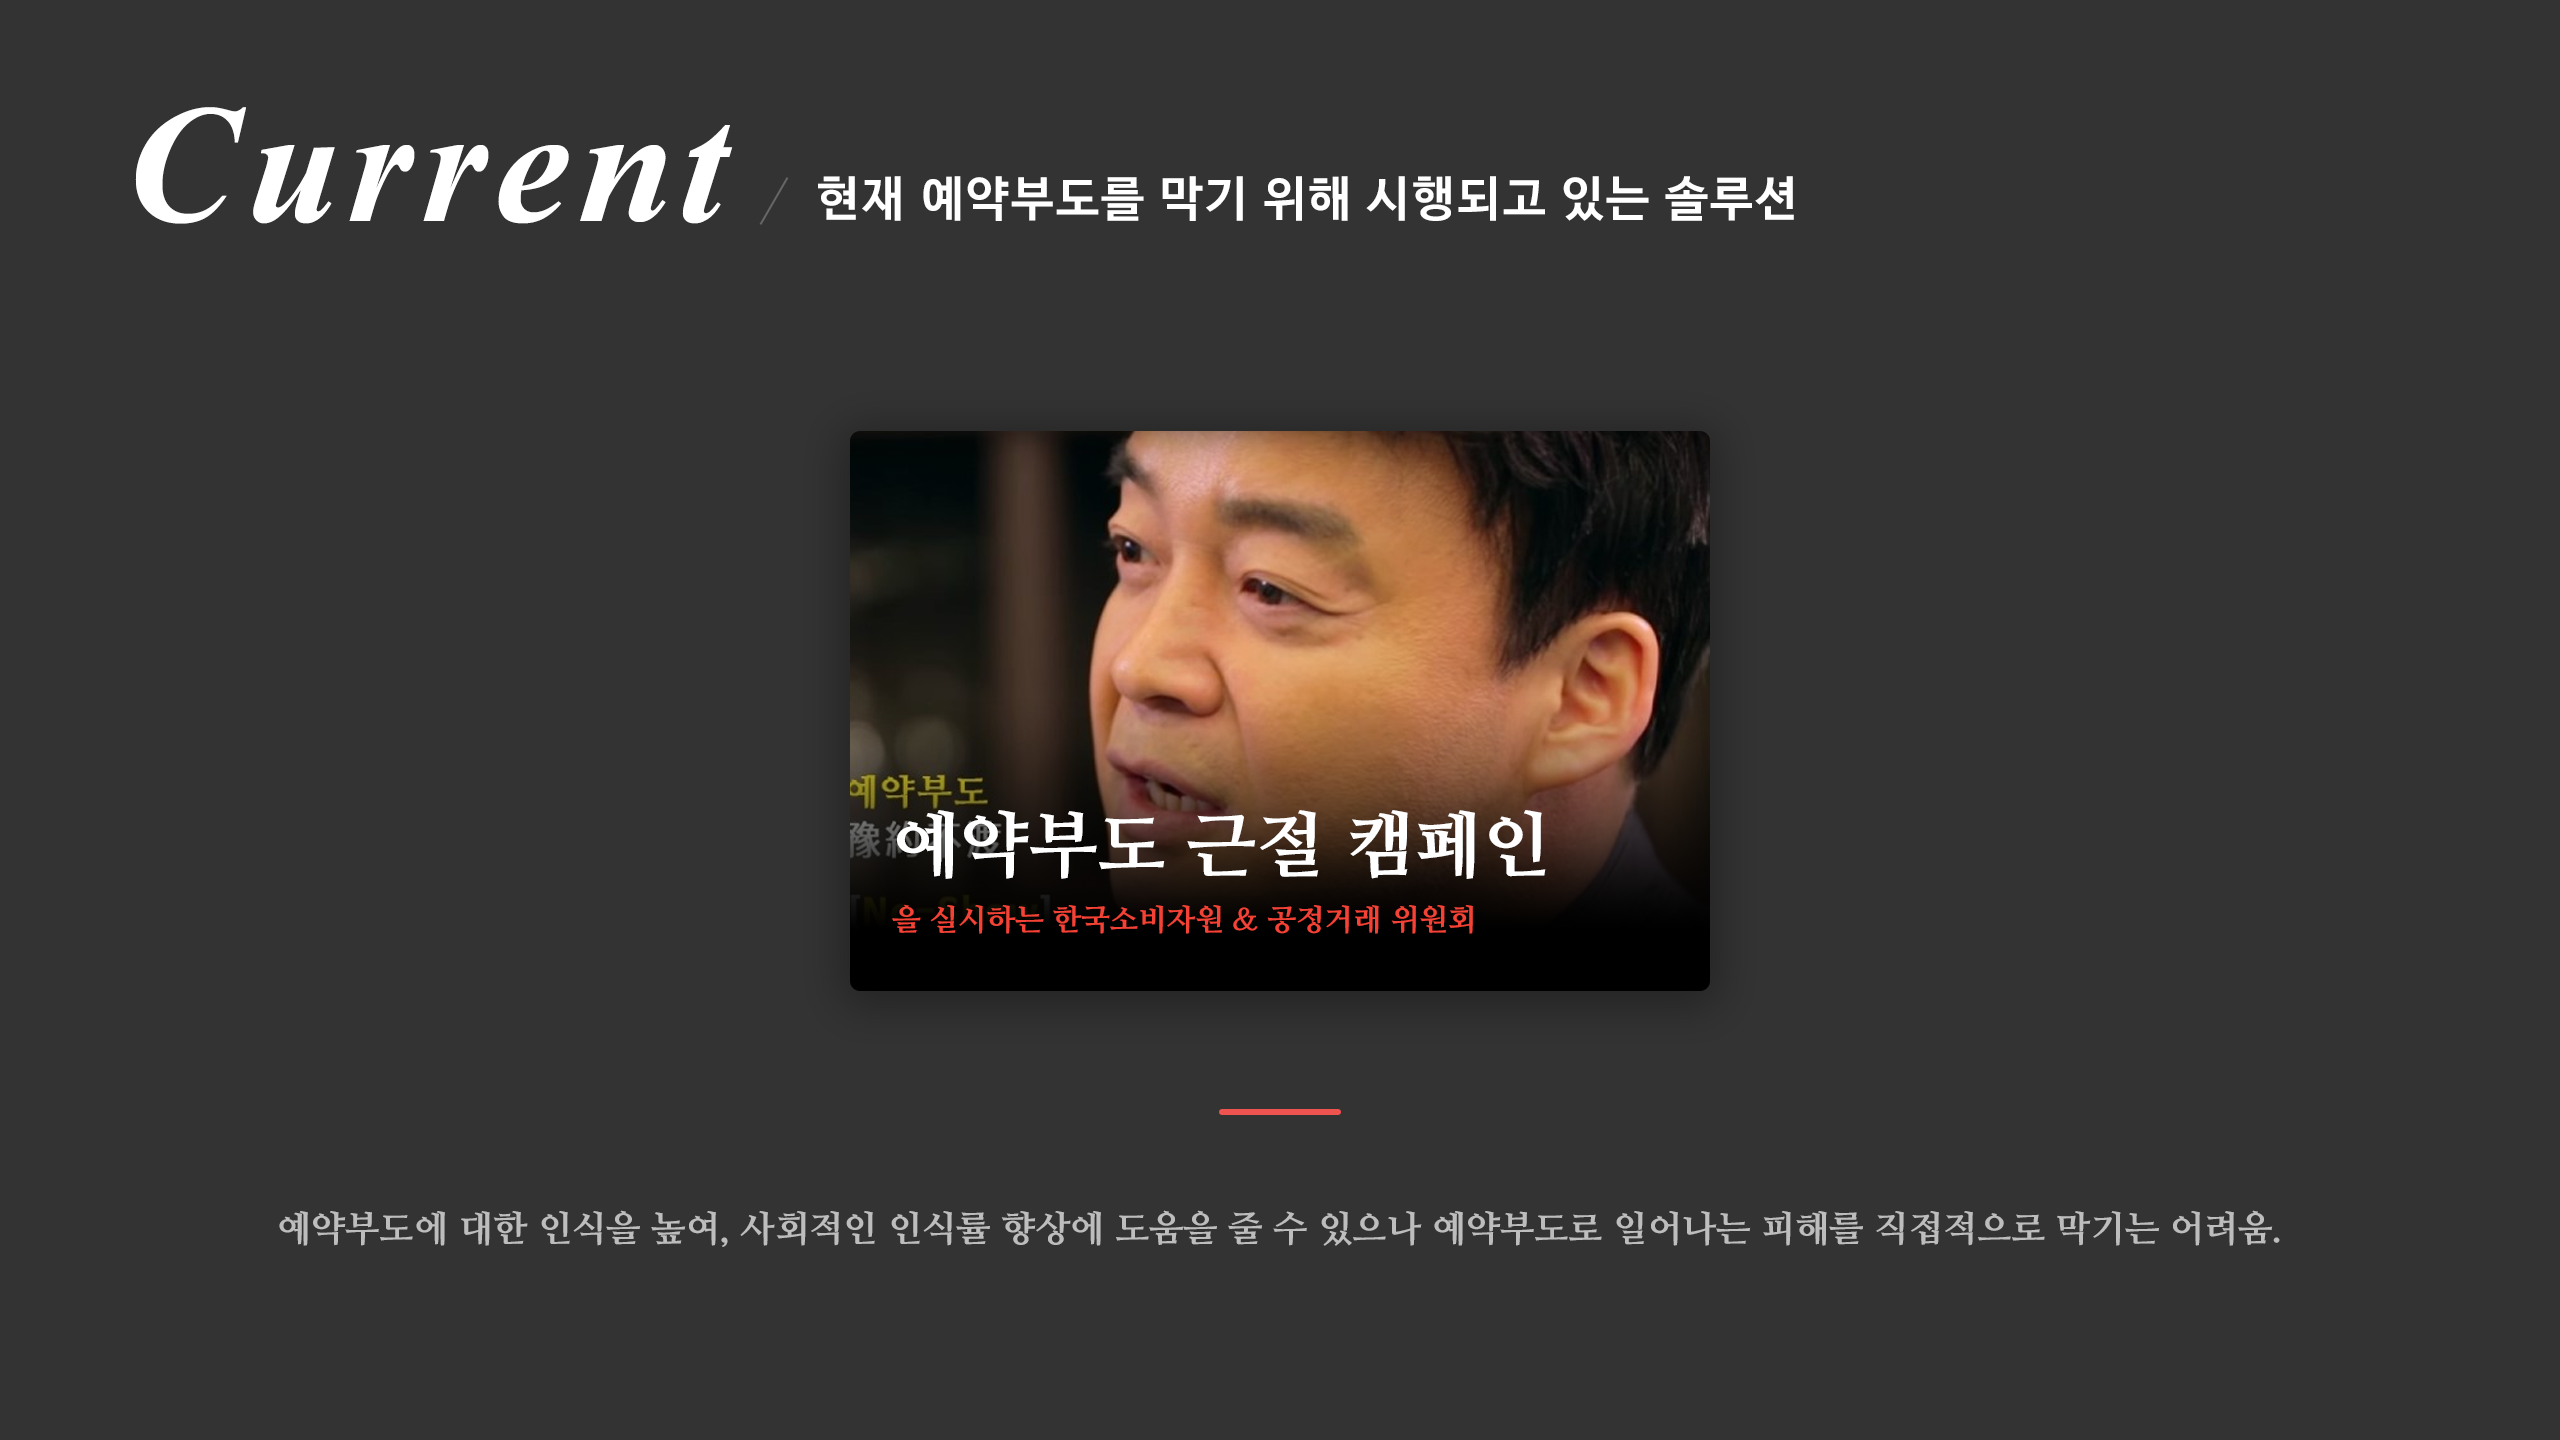 Current / 현재 예약부도를 막기 위해 시행되고 있는 솔루션
예약부도
예약부도 근절 캠페인
을 실시하는 한국소비자원 & 공정거래 위원회
예약부도에 대한 인식을 높여, 사회적인 인식률 향상에 도움을 줄 수 있으나 예약부도로 일어나는 피해를 직접적으로 막기는 어려움.